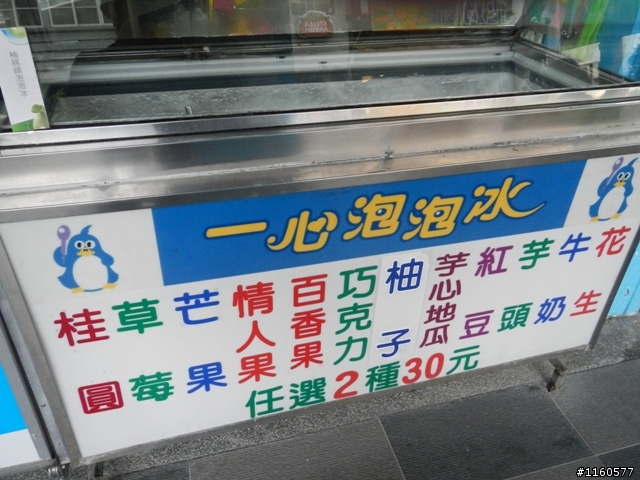 一心泡泡冰
花生
牛奶
芋頭
紅豆
芋心地瓜
柚子
巧克力
百香果
情人果
芒果
草莓
桂圓
任選2種30元
#1160577